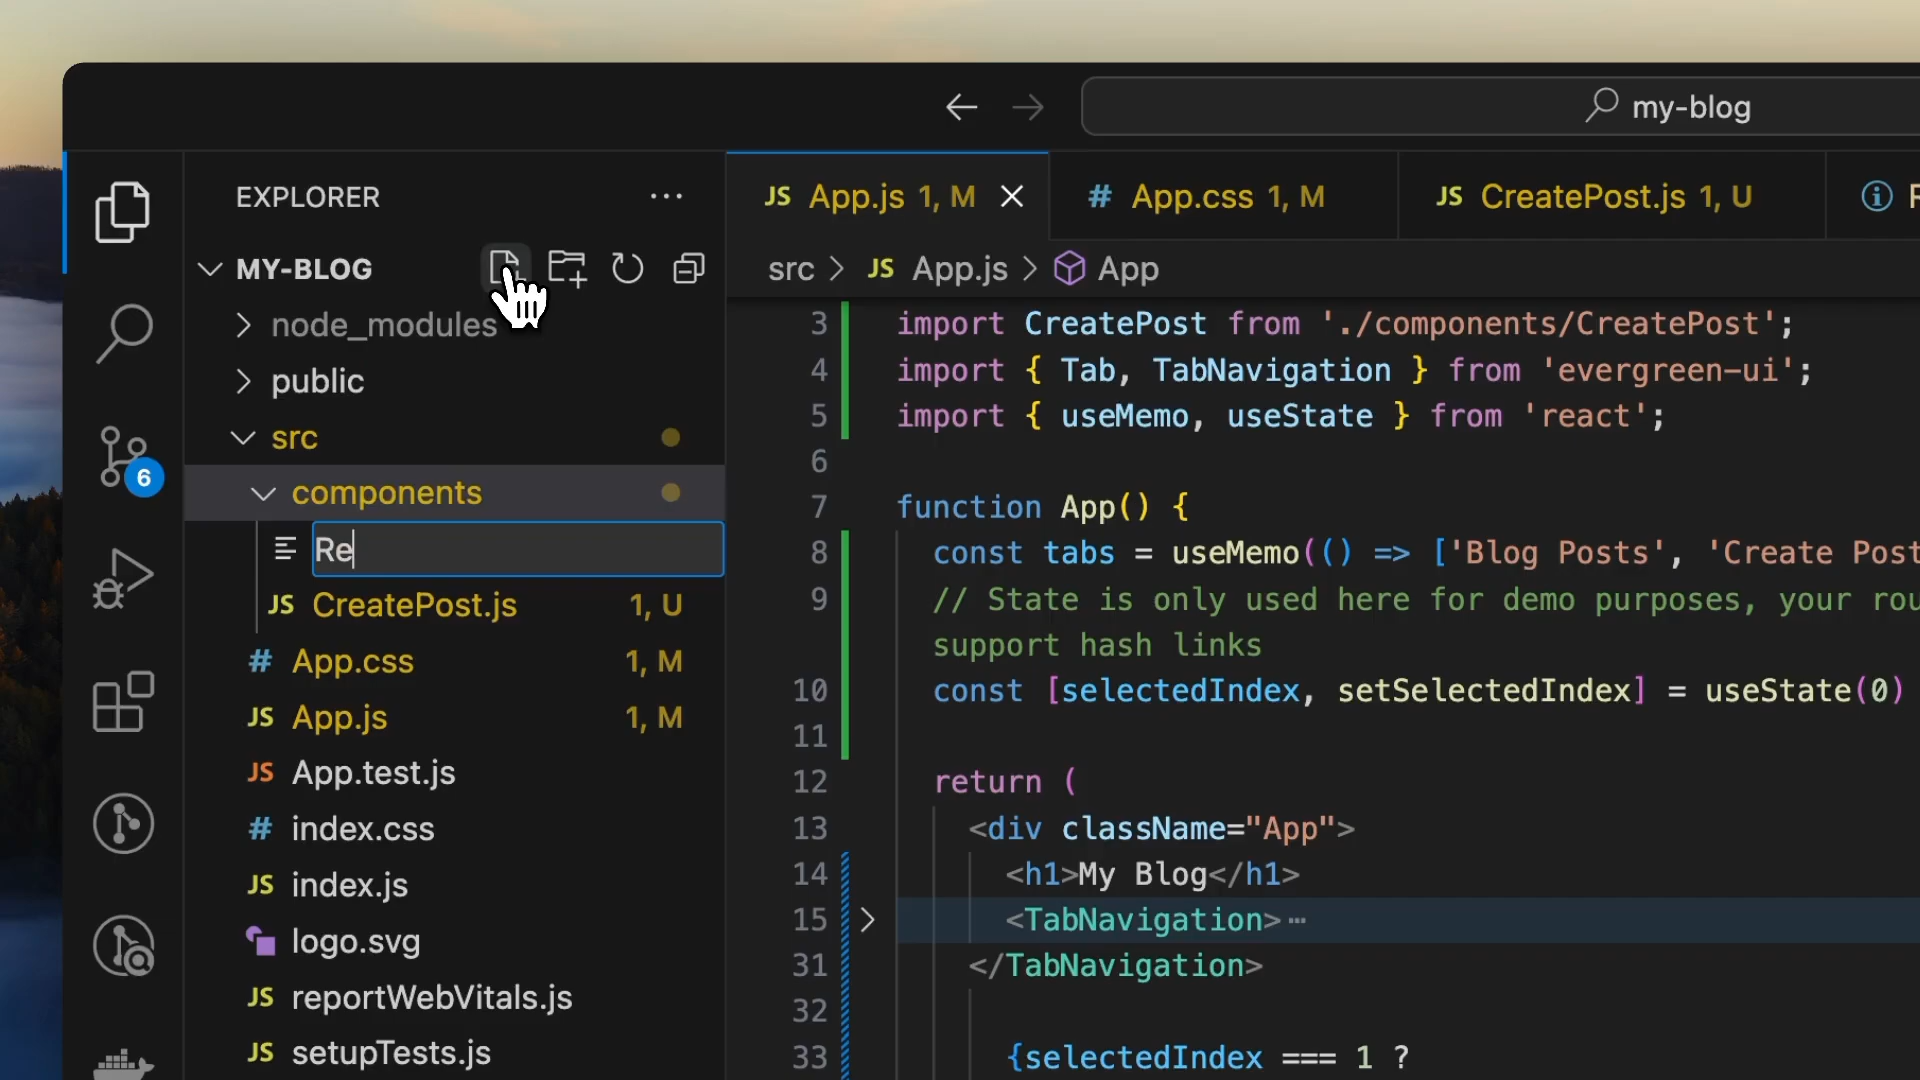 my-blog
EXPLORER
MY-BLOG
node_modules
public
src
components
Re
JS CreatePost.js 1, U
# App.css 1, M
JS App.js 1, M
JS App.test.js
# index.css
JS index.js
logo.svg
JS reportWebVitals.js
JS setupTests.js
6
JS App.js 1, M
# App.css 1, M
JS CreatePost.js 1, U
src > JS App.js > App
3 import CreatePost from './components/CreatePost';
4 import { Tab, TabNavigation } from 'evergreen-ui';
5 import { useMemo, useState } from 'react';
6
7 function App() {
8 const tabs = useMemo(() => ['Blog Posts', 'Create Post
9 // State is only used here for demo purposes, your rou
support hash links
10 const [selectedIndex, setSelectedIndex] = useState(0)
11
12 return (
13 <div className="App">
14 <h1>My Blog</h1>
15 <TabNavigation>⋯
31 </TabNavigation>
32
33 {selectedIndex === 1 ?